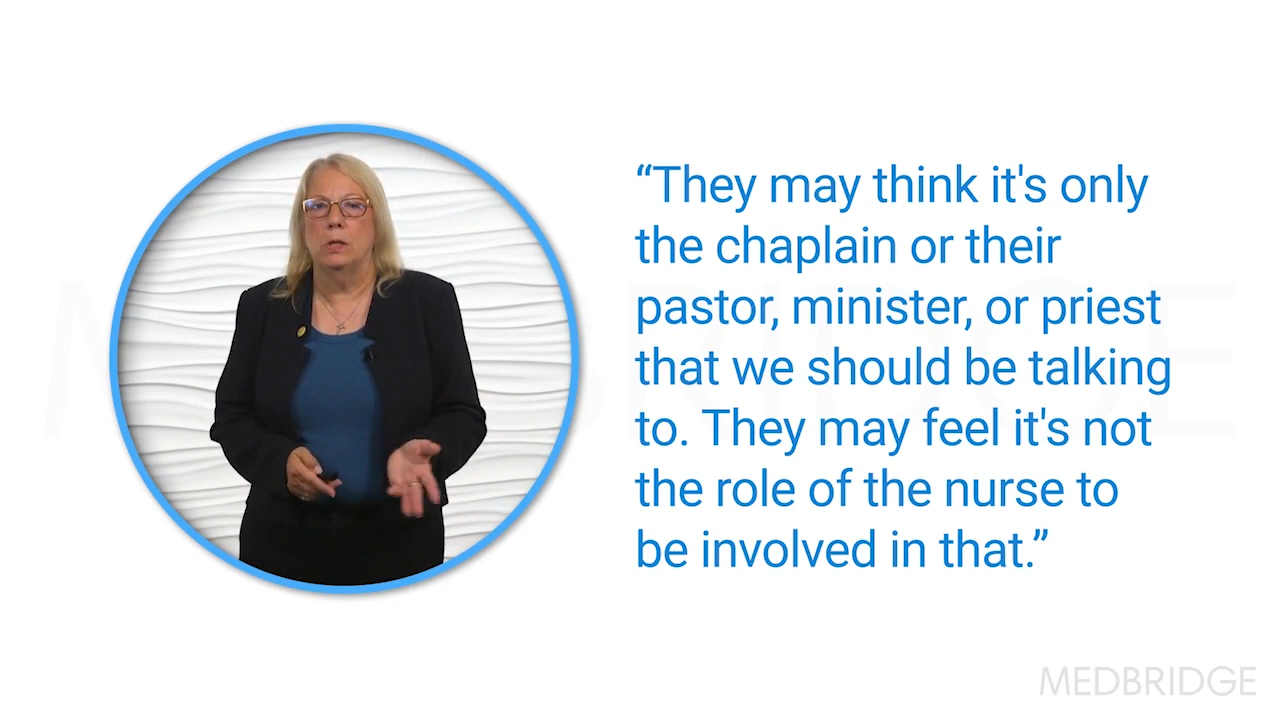 “They may think it's only
the chaplain or their
pastor, minister, or priest
that we should be talking
to. They may feel it's not
the role of the nurse to
be involved in that.”
MEDBRIDGE
MEDBRIDGE